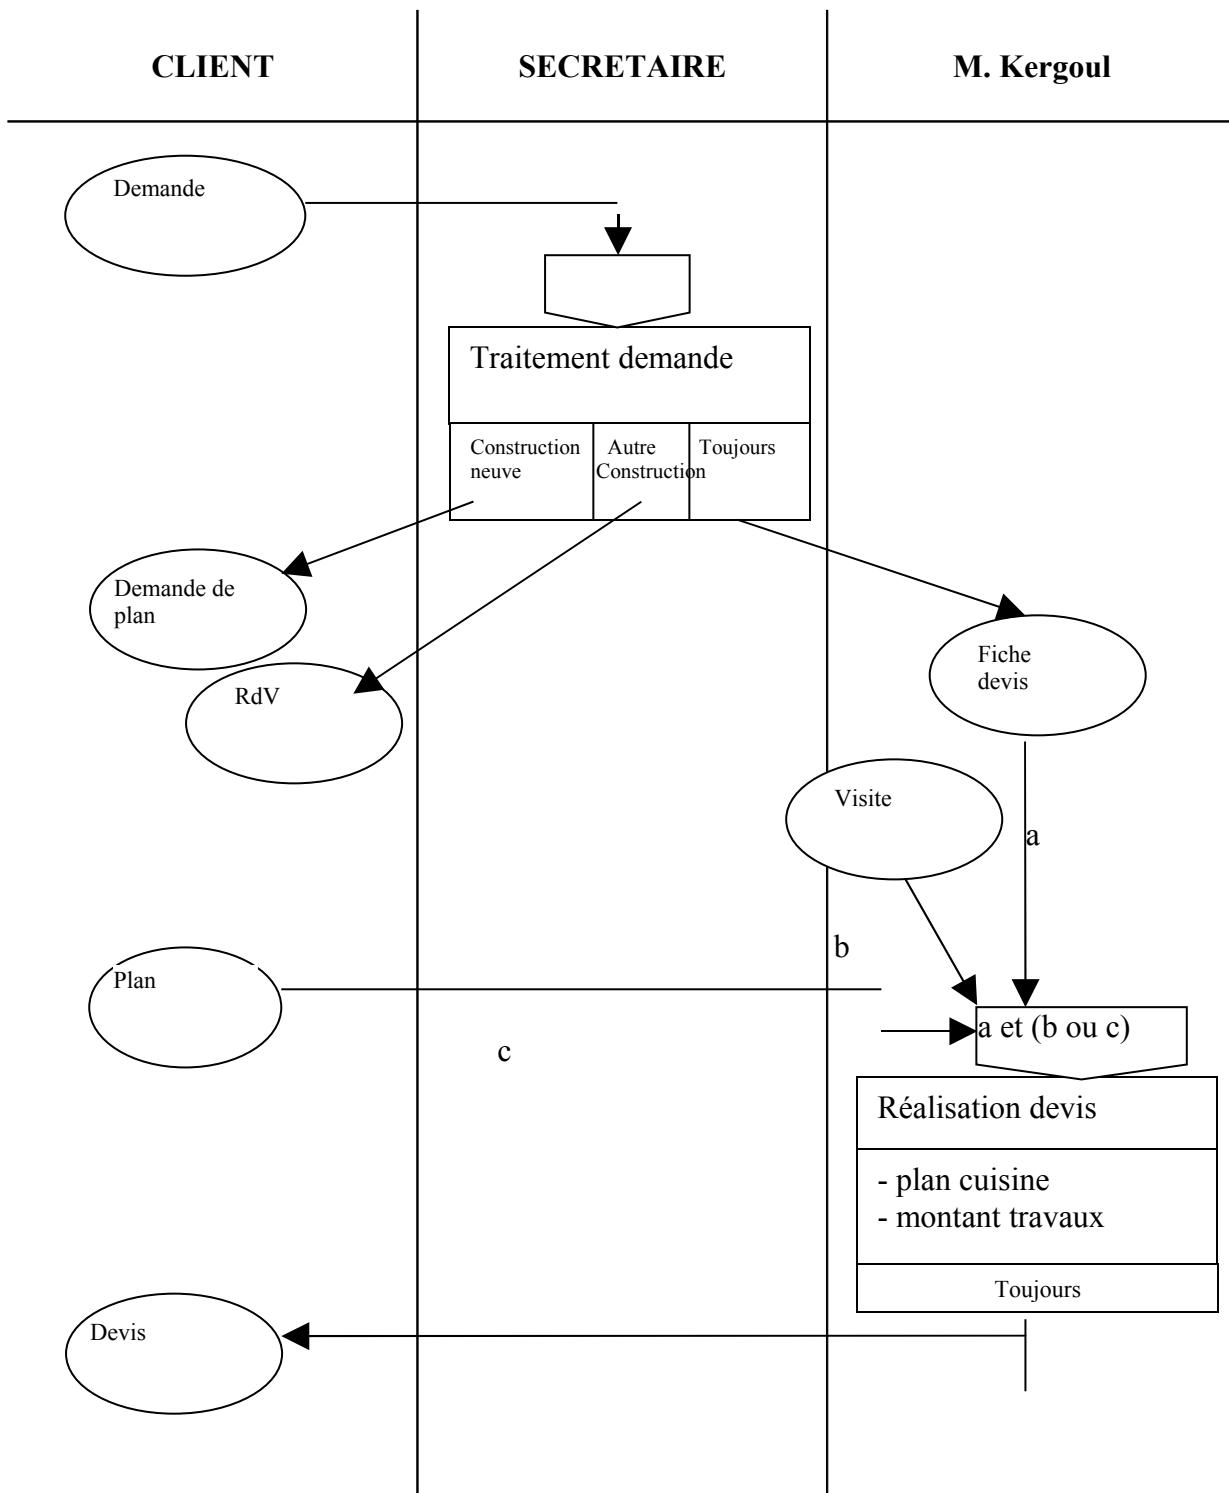 CLIENT
SECRETAIRE
M. Kergoul
Demande
Traitement demande
Construction
neuve
Autre
Construction
Toujours
Demande de
plan
RdV
Fiche
devis
Visite
a
b
Plan
c
a et (b ou c)
Réalisation devis
- plan cuisine
- montant travaux
Toujours
Devis